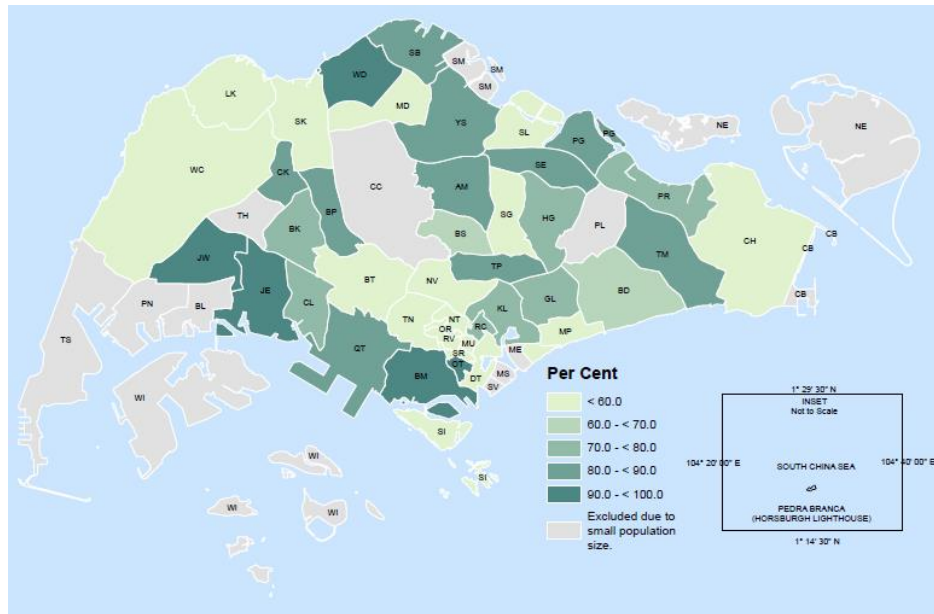 SB
SM
SM
SM
WD
LK
MD
NE
NE
SK
YS
SL
PG
PG
SE
CK
WC
CC
AM
PR
BP
SG
HG
TH
PL
BK
BS
CH
CB
CB
TM
JW
TP
JE
BT
NV
BD
CB
PN
BL
CL
KL
GL
TS
TN
NT
OR
RC
MP
RV
MU
QT
SR
ME
WI
OT
BM
DT
MS
SV
SI
WI
SI
WI
WI
Per Cent
< 60.0
60.0 - < 70.0
70.0 - < 80.0
80.0 - < 90.0
90.0 - < 100.0
Excluded due to
small population
size.
1° 29' 30" N
INSET
Not to Scale
104° 20' 00" E
SOUTH CHINA SEA
104° 40' 00" E
PEDRA BRANCA
(HORSBURGH LIGHTHOUSE)
1° 14' 30" N